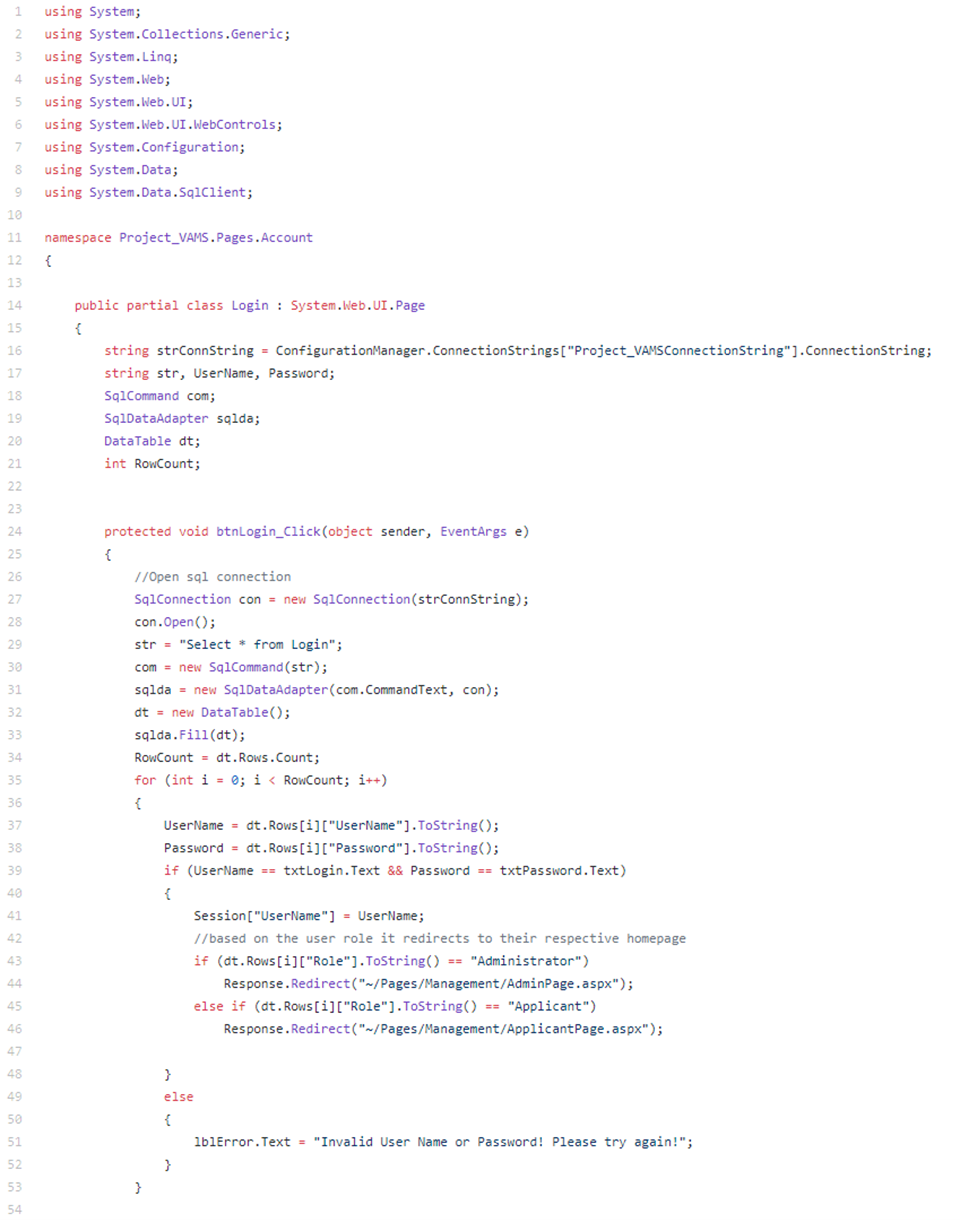 1 using System;
2 using System.Collections.Generic;
3 using System.Linq;
4 using System.Web;
5 using System.Web.UI;
6 using System.Web.UI.WebControls;
7 using System.Configuration;
8 using System.Data;
9 using System.Data.SqlClient;
10
11 namespace Project_VAMS.Pages.Account
12 {
13
14     public partial class Login : System.Web.UI.Page
15     {
16         string strConnString = ConfigurationManager.ConnectionStrings["Project_VAMSConnectionString"].ConnectionString;
17         string str, UserName, Password;
18         SqlCommand com;
19         SqlDataAdapter sqlda;
20         DataTable dt;
21         int RowCount;
22
23
24         protected void btnLogin_Click(object sender, EventArgs e)
25         {
26             //Open sql connection
27             SqlConnection con = new SqlConnection(strConnString);
28             con.Open();
29             str = "Select * from Login";
30             com = new SqlCommand(str);
31             sqlda = new SqlDataAdapter(com.CommandText, con);
32             dt = new DataTable();
33             sqlda.Fill(dt);
34             RowCount = dt.Rows.Count;
35             for (int i = 0; i < RowCount; i++)
36             {
37                 UserName = dt.Rows[i]["UserName"].ToString();
38                 Password = dt.Rows[i]["Password"].ToString();
39                 if (UserName == txtLogin.Text && Password == txtPassword.Text)
40                 {
41                     Session["UserName"] = UserName;
42                     //based on the user role it redirects to their respective homepage
43                     if (dt.Rows[i]["Role"].ToString() == "Administrator")
44                         Response.Redirect("~/Pages/Management/AdminPage.aspx");
45                     else if (dt.Rows[i]["Role"].ToString() == "Applicant")
46                         Response.Redirect("~/Pages/Management/ApplicantPage.aspx");
47
48                 }
49                 else
50                 {
51                     lblError.Text = "Invalid User Name or Password! Please try again!";
52                 }
53             }
54